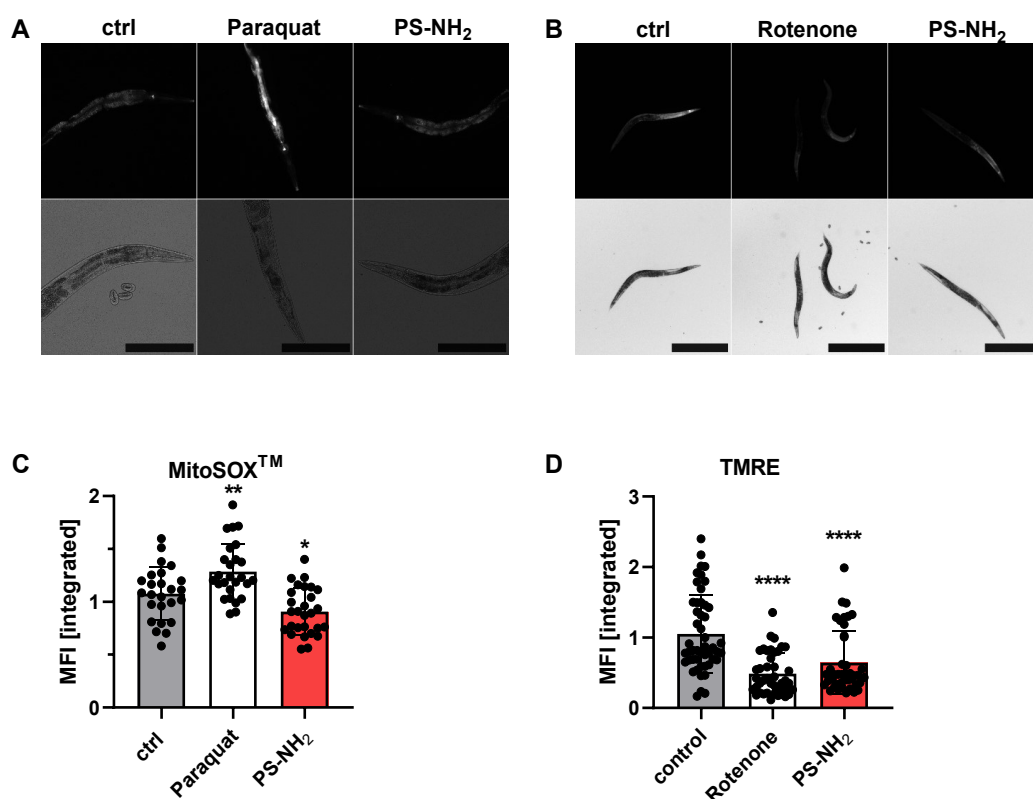 A
ctrl
Paraquat
PS-NH₂
B
ctrl
Rotenone
PS-NH₂
C
MitoSOX™
MFI [integrated]
2
1
0
**
*
ctrl
Paraquat
PS-NH₂
D
TMRE
MFI [integrated]
3
2
1
0
****
****
control
Rotenone
PS-NH₂